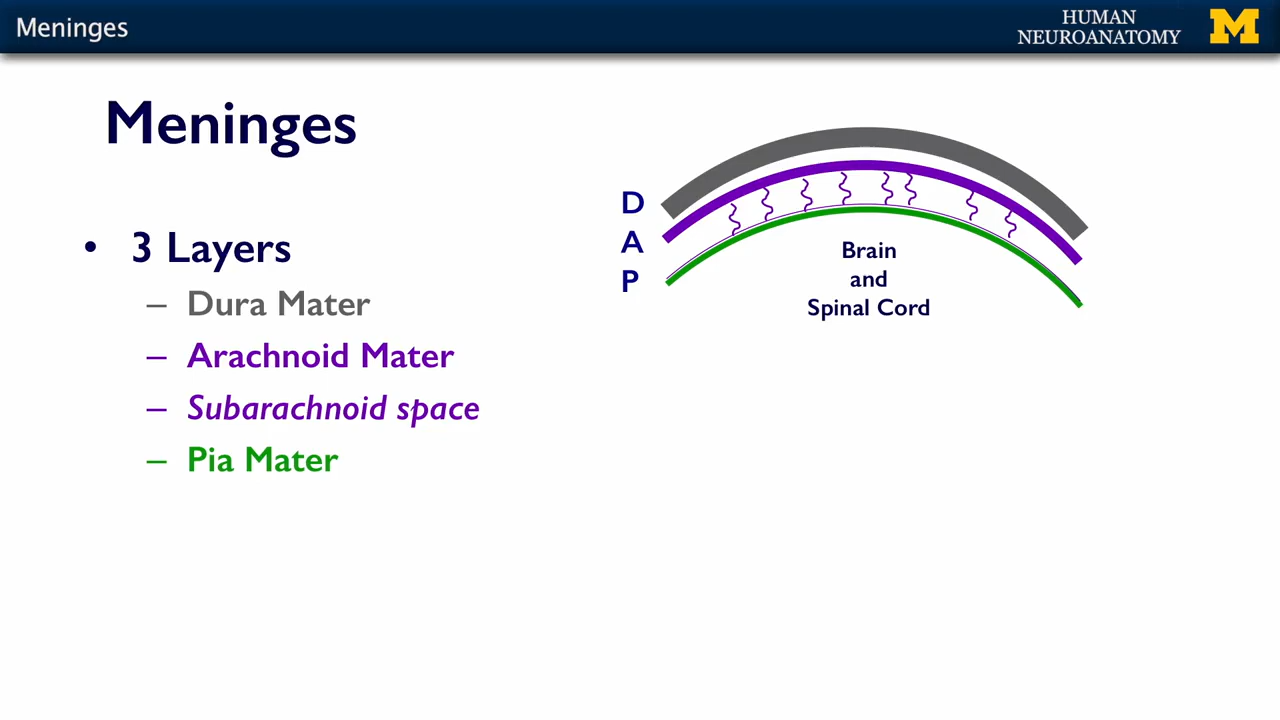 Meninges
HUMAN
NEUROANATOMY
M
Meninges
• 3 Layers
– Dura Mater
– Arachnoid Mater
– Subarachnoid space
– Pia Mater
D
A
P
Brain
and
Spinal Cord